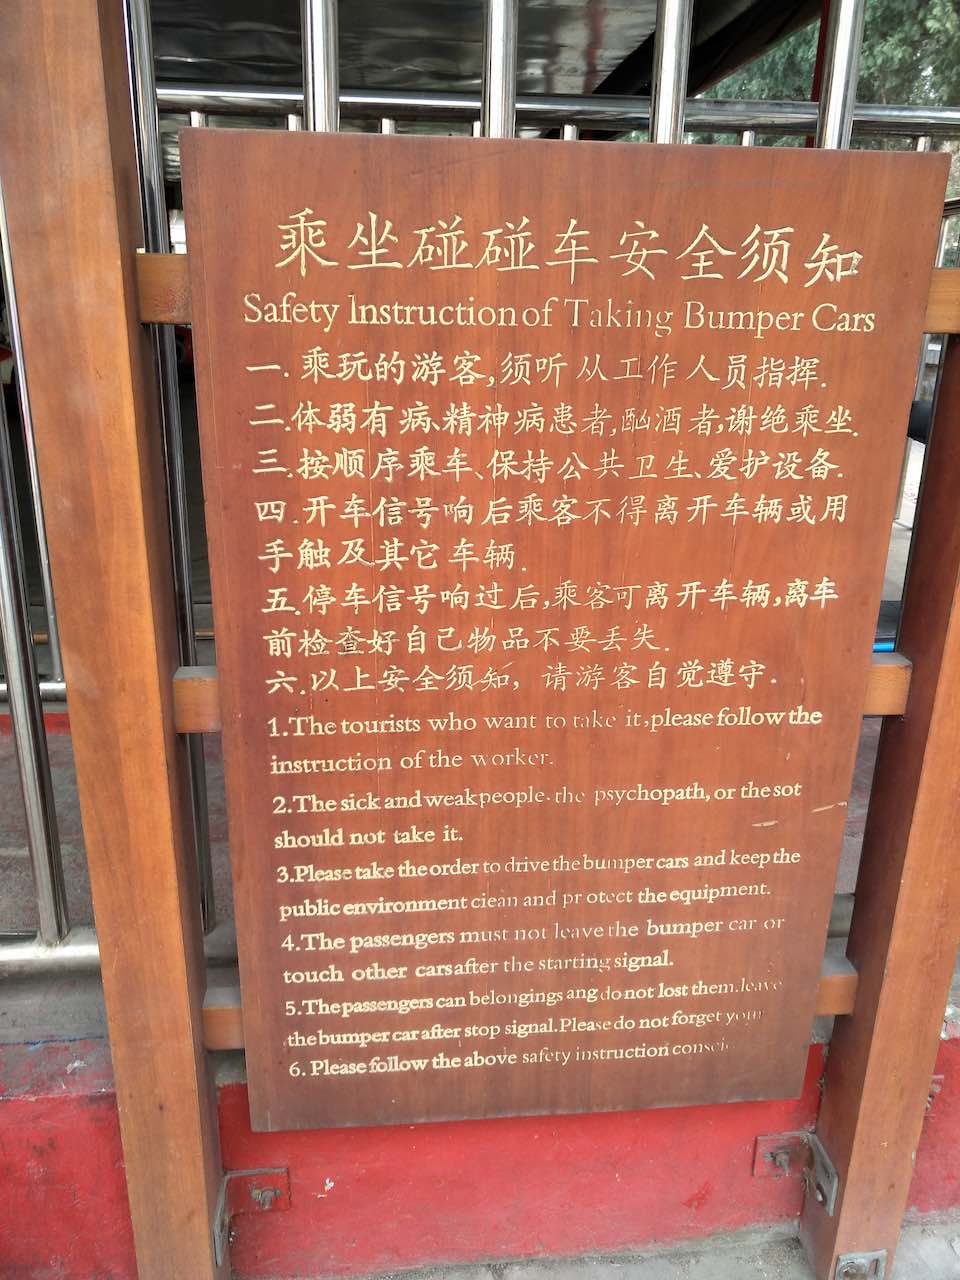 乘坐碰碰车安全须知
Safety Instruction of Taking Bumper Cars
一.乘玩的游客,须听从工作人员指挥.
二.体弱有病、精神病患者,酗酒者,谢绝乘坐.
三.按顺序乘车、保持公共卫生、爱护设备.
四.开车信号响后乘客不得离开车辆或用
手触及其它车辆.
五.停车信号响过后,乘客可离开车辆,离车
前检查好自己物品不要丢失.
六.以上安全须知,请游客自觉遵守.
1.The tourists who want to take it,please follow the
instruction of the worker.
2.The sick and weak people. the psychopath, or the sot
should not take it.
3.Please take the order to drive the bumper cars and keep the
public environment clean and protect the equipment.
4.The passengers must not leave the bumper car or
touch other cars after the starting signal.
5.The passengers can belongings ang do not lost them.leave
the bumper car after stop signal.Please do not forget your
6. Please follow the above safety instruction